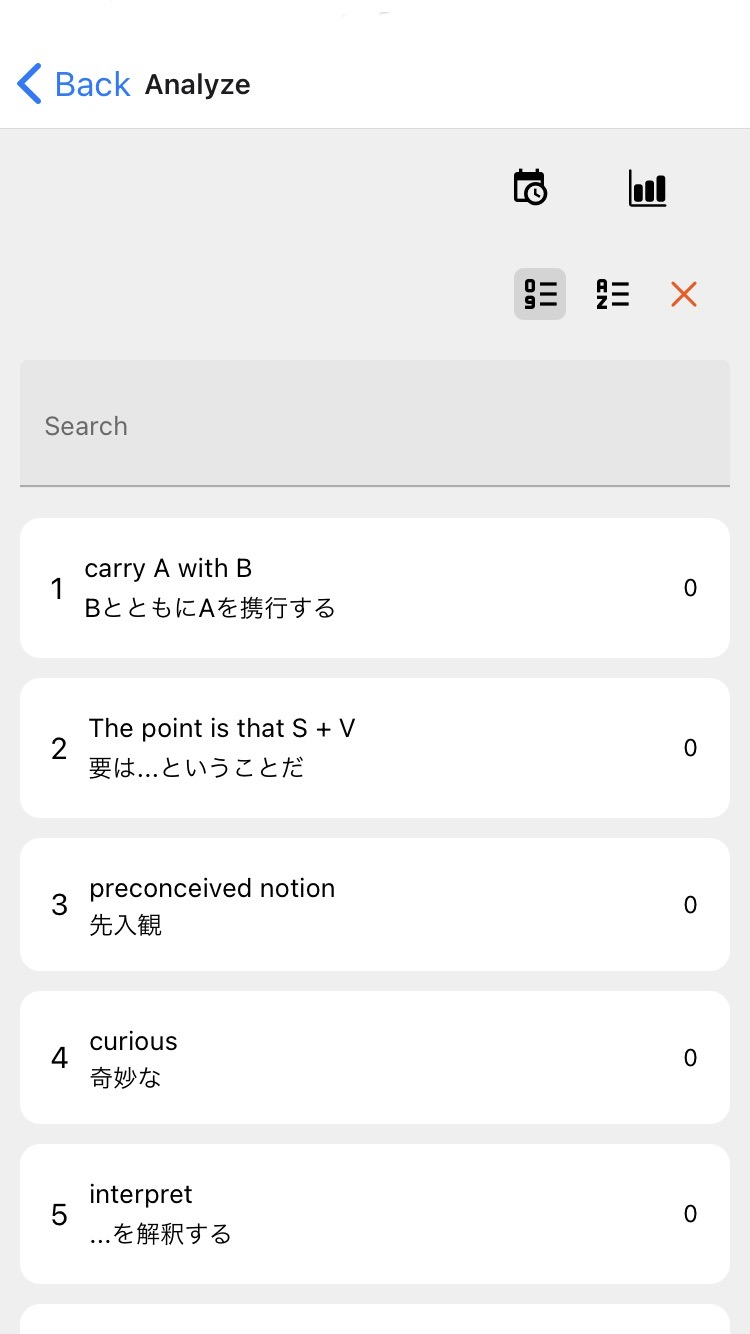 Back Analyze
Search
1
carry A with B
BとともにAを携行する
0
2
The point is that S + V
要は...ということだ
0
3
preconceived notion
先入観
0
4
curious
奇妙な
0
5
interpret
...を解釈する
0